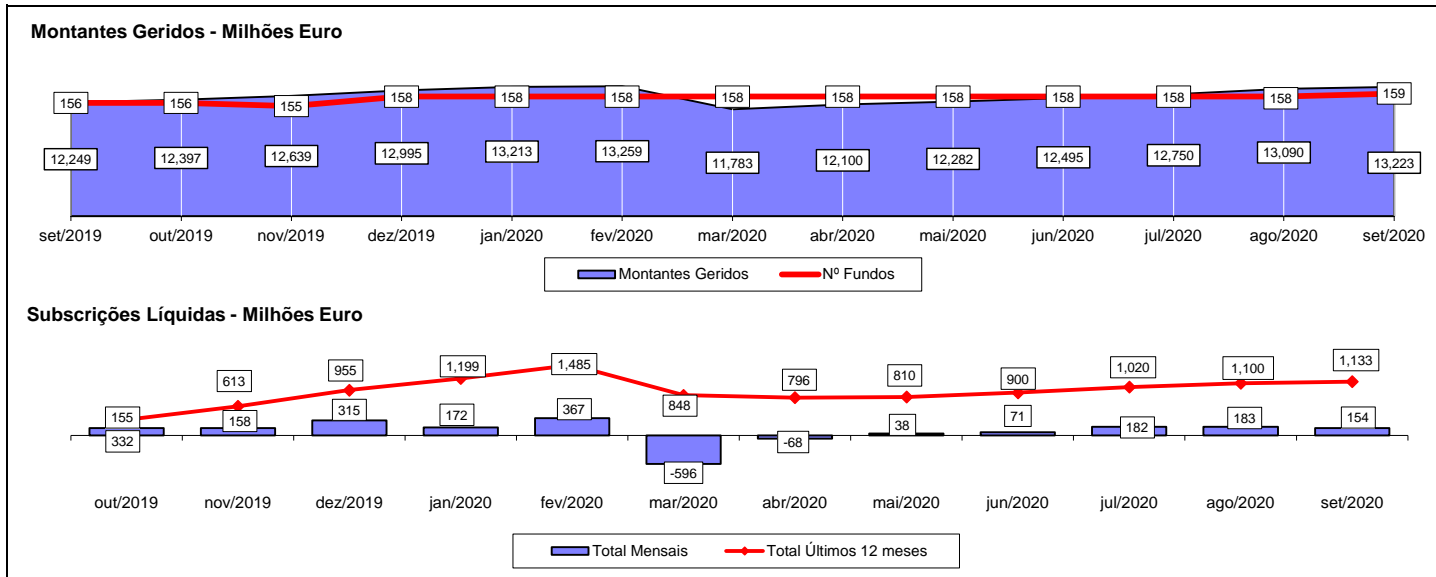 Montantes Geridos - Milhões Euro
156 156 155 158 158 158 158 158 158 158 158 158 159
12,249 12,397 12,639 12,995 13,213 13,259 11,783 12,100 12,282 12,495 12,750 13,090 13,223
set/2019 out/2019 nov/2019 dez/2019 jan/2020 fev/2020 mar/2020 abr/2020 mai/2020 jun/2020 jul/2020 ago/2020 set/2020
Montantes Geridos Nº Fundos
Subscrições Líquidas - Milhões Euro
332 613 955 1,199 1,485 848 796 810 900 1,020 1,100 1,133
155 158 315 172 367 -596 -68 38 71 182 183 154
out/2019 nov/2019 dez/2019 jan/2020 fev/2020 mar/2020 abr/2020 mai/2020 jun/2020 jul/2020 ago/2020 set/2020
Total Mensais Total Últimos 12 meses